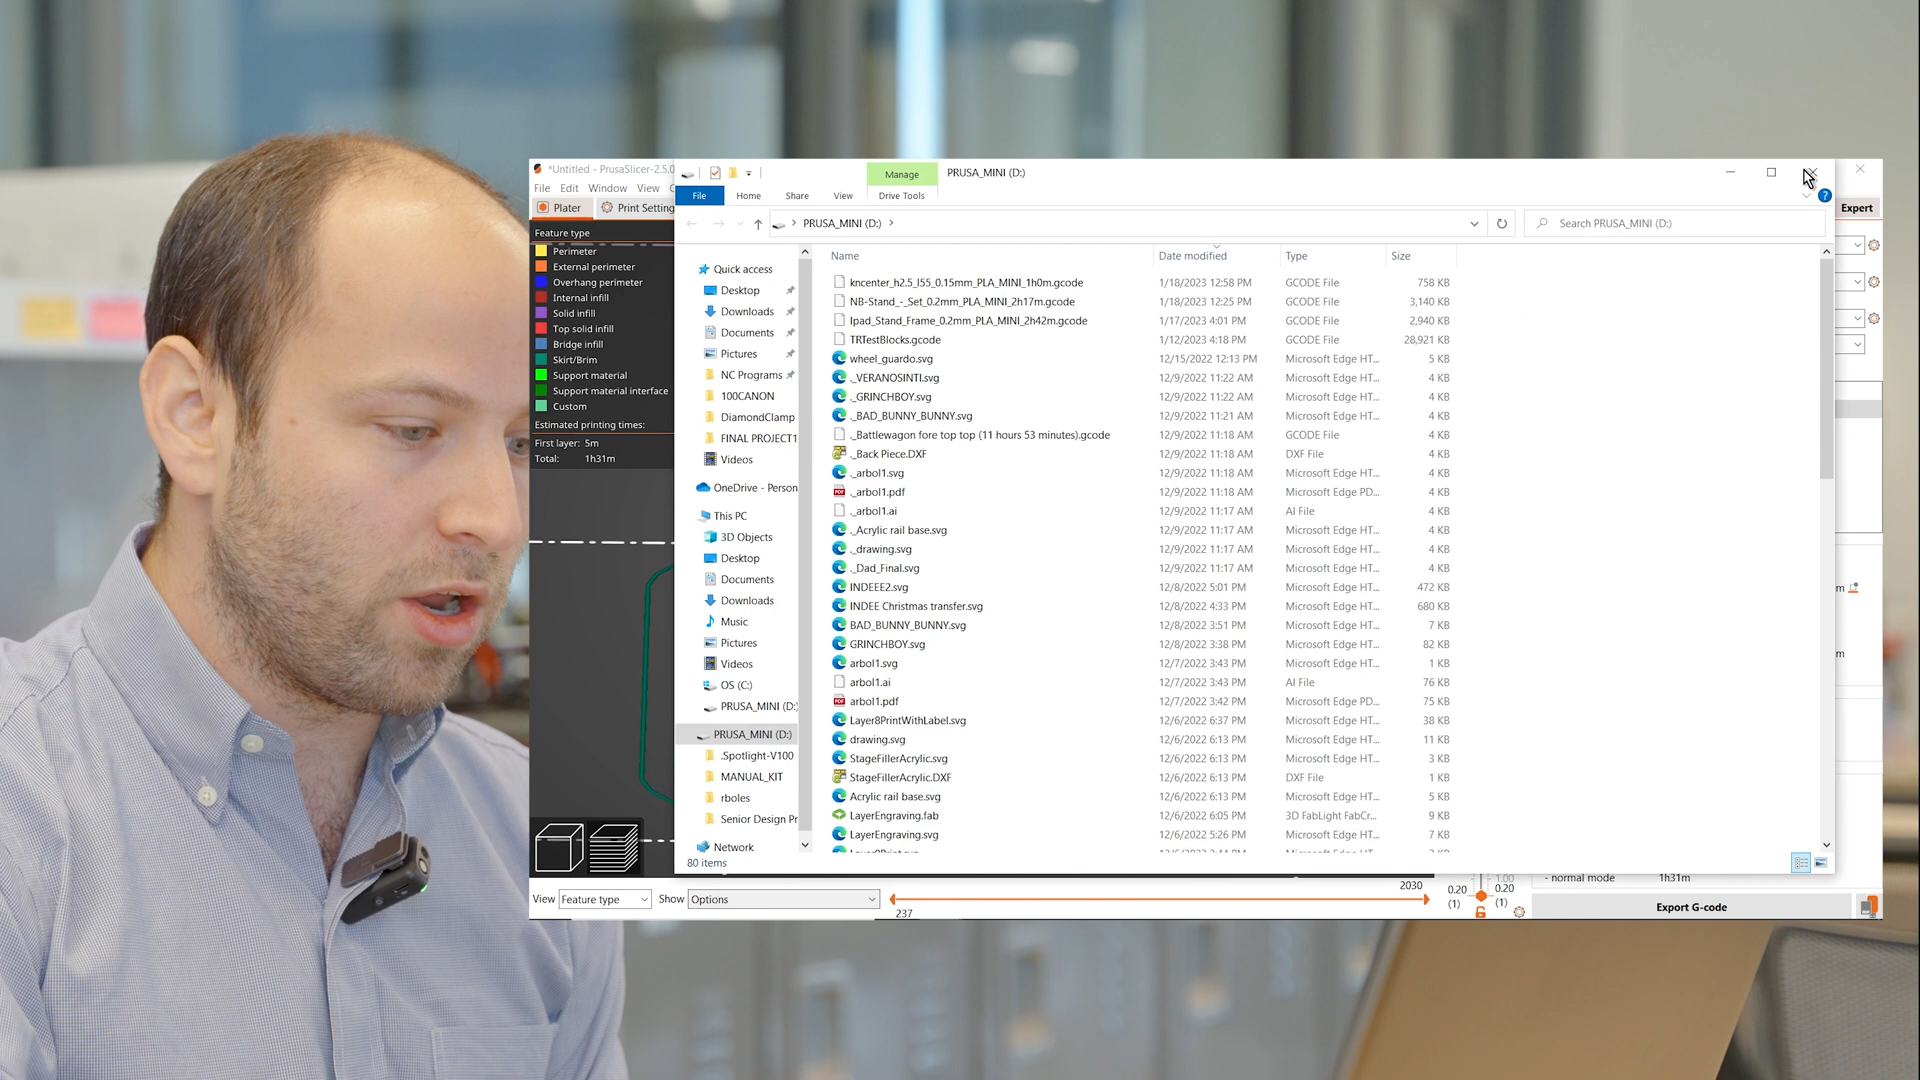 *Untitled - PrusaSlicer-2.5.0
File Edit Window View
Plater Print Setting
Feature type
Perimeter
External perimeter
Overhang perimeter
Internal infill
Solid infill
Top solid infill
Bridge infill
Skirt/Brim
Support material
Support material interface
Custom
Estimated printing times:
First layer: 5m
Total: 1h31m
Manage PRUSA_MINI (D:)
File Home Share View Drive Tools
PRUSA_MINI (D:)
Search PRUSA_MINI (D:)
Expert
Quick access
Desktop
Downloads
Documents
Pictures
NC Programs
100CANON
DiamondClamp
FINAL PROJECT1
Videos
OneDrive - Person
This PC
3D Objects
Desktop
Documents
Downloads
Music
Pictures
Videos
OS (C:)
PRUSA_MINI (D:)
PRUSA_MINI (D:)
.Spotlight-V100
MANUAL_KIT
rboles
Senior Design Pr
Network
80 items
Name Date modified Type Size
kncenter_h2.5_l55_0.15mm_PLA_MINI_1h0m.gcode 1/18/2023 12:58 PM GCODE File 758 KB
NB-Stand_-_Set_0.2mm_PLA_MINI_2h17m.gcode 1/18/2023 12:25 PM GCODE File 3,140 KB
Ipad_Stand_Frame_0.2mm_PLA_MINI_2h42m.gcode 1/17/2023 4:01 PM GCODE File 2,940 KB
TRTestBlocks.gcode 1/12/2023 4:18 PM GCODE File 28,921 KB
wheel_guardo.svg 12/15/2022 12:13 PM Microsoft Edge HT... 5 KB
._VERANOSINTI.svg 12/9/2022 11:22 AM Microsoft Edge HT... 4 KB
._GRINCHBOY.svg 12/9/2022 11:22 AM Microsoft Edge HT... 4 KB
._BAD_BUNNY_BUNNY.svg 12/9/2022 11:21 AM Microsoft Edge HT... 4 KB
._Battlewagon fore top top (11 hours 53 minutes).gcode 12/9/2022 11:18 AM GCODE File 4 KB
._Back Piece.DXF 12/9/2022 11:18 AM DXF File 4 KB
._arbol1.svg 12/9/2022 11:18 AM Microsoft Edge HT... 4 KB
._arbol1.pdf 12/9/2022 11:18 AM Microsoft Edge PD... 4 KB
._arbol1.ai 12/9/2022 11:17 AM AI File 4 KB
._Acrylic rail base.svg 12/9/2022 11:17 AM Microsoft Edge HT... 4 KB
._drawing.svg 12/9/2022 11:17 AM Microsoft Edge HT... 4 KB
._Dad_Final.svg 12/9/2022 11:17 AM Microsoft Edge HT... 4 KB
INDEEE2.svg 12/8/2022 5:01 PM Microsoft Edge HT... 472 KB
INDEE Christmas transfer.svg 12/8/2022 4:33 PM Microsoft Edge HT... 680 KB
BAD_BUNNY_BUNNY.svg 12/8/2022 3:51 PM Microsoft Edge HT... 7 KB
GRINCHBOY.svg 12/8/2022 3:38 PM Microsoft Edge HT... 82 KB
arbol1.svg 12/7/2022 3:43 PM Microsoft Edge HT... 1 KB
arbol1.ai 12/7/2022 3:43 PM AI File 76 KB
arbol1.pdf 12/7/2022 3:42 PM Microsoft Edge PD... 75 KB
Layer8PrintWithLabel.svg 12/6/2022 6:37 PM Microsoft Edge HT... 38 KB
drawing.svg 12/6/2022 6:13 PM Microsoft Edge HT... 11 KB
StageFillerAcrylic.svg 12/6/2022 6:13 PM Microsoft Edge HT... 3 KB
StageFillerAcrylic.DXF 12/6/2022 6:13 PM DXF File 1 KB
Acrylic rail base.svg 12/6/2022 6:13 PM Microsoft Edge HT... 5 KB
LayerEngraving.fab 12/6/2022 6:05 PM 3D FabLight FabCr... 9 KB
LayerEngraving.svg 12/6/2022 5:26 PM Microsoft Edge HT... 7 KB
View Feature type Show Options
237
2030
1.00
0.20 0.20
(1) (1)
- normal mode 1h31m
Export G-code